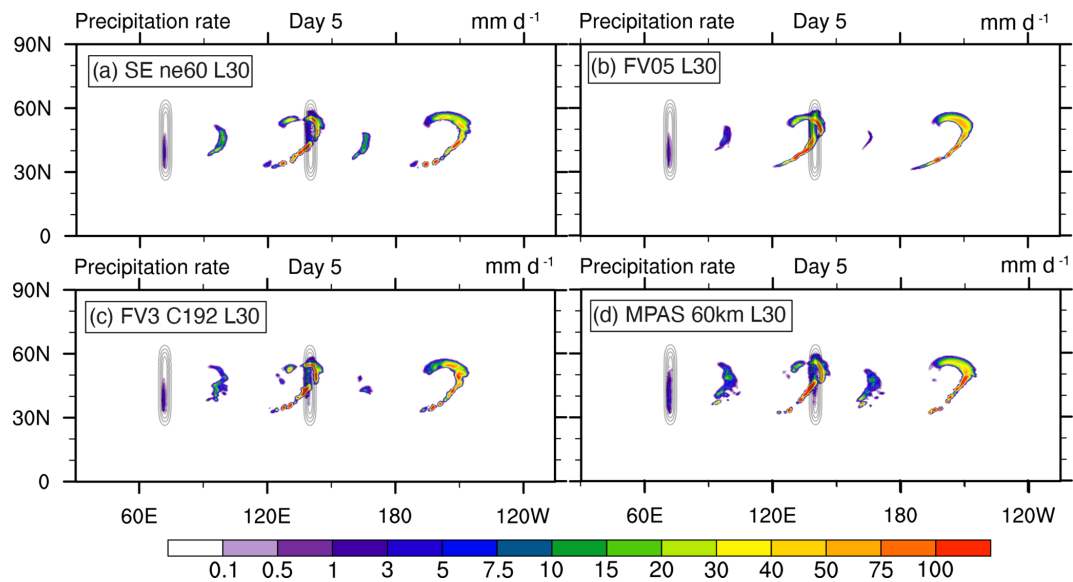 Precipitation rate Day 5 mm d⁻¹ Precipitation rate Day 5 mm d⁻¹
90N
(a) SE ne60 L30 (b) FV05 L30
60N
30N
0
Precipitation rate Day 5 mm d⁻¹ Precipitation rate Day 5 mm d⁻¹
90N
(c) FV3 C192 L30 (d) MPAS 60km L30
60N
30N
0
60E 120E 180 120W 60E 120E 180 120W
0.1 0.5 1 3 5 7.5 10 15 20 30 40 50 75 100